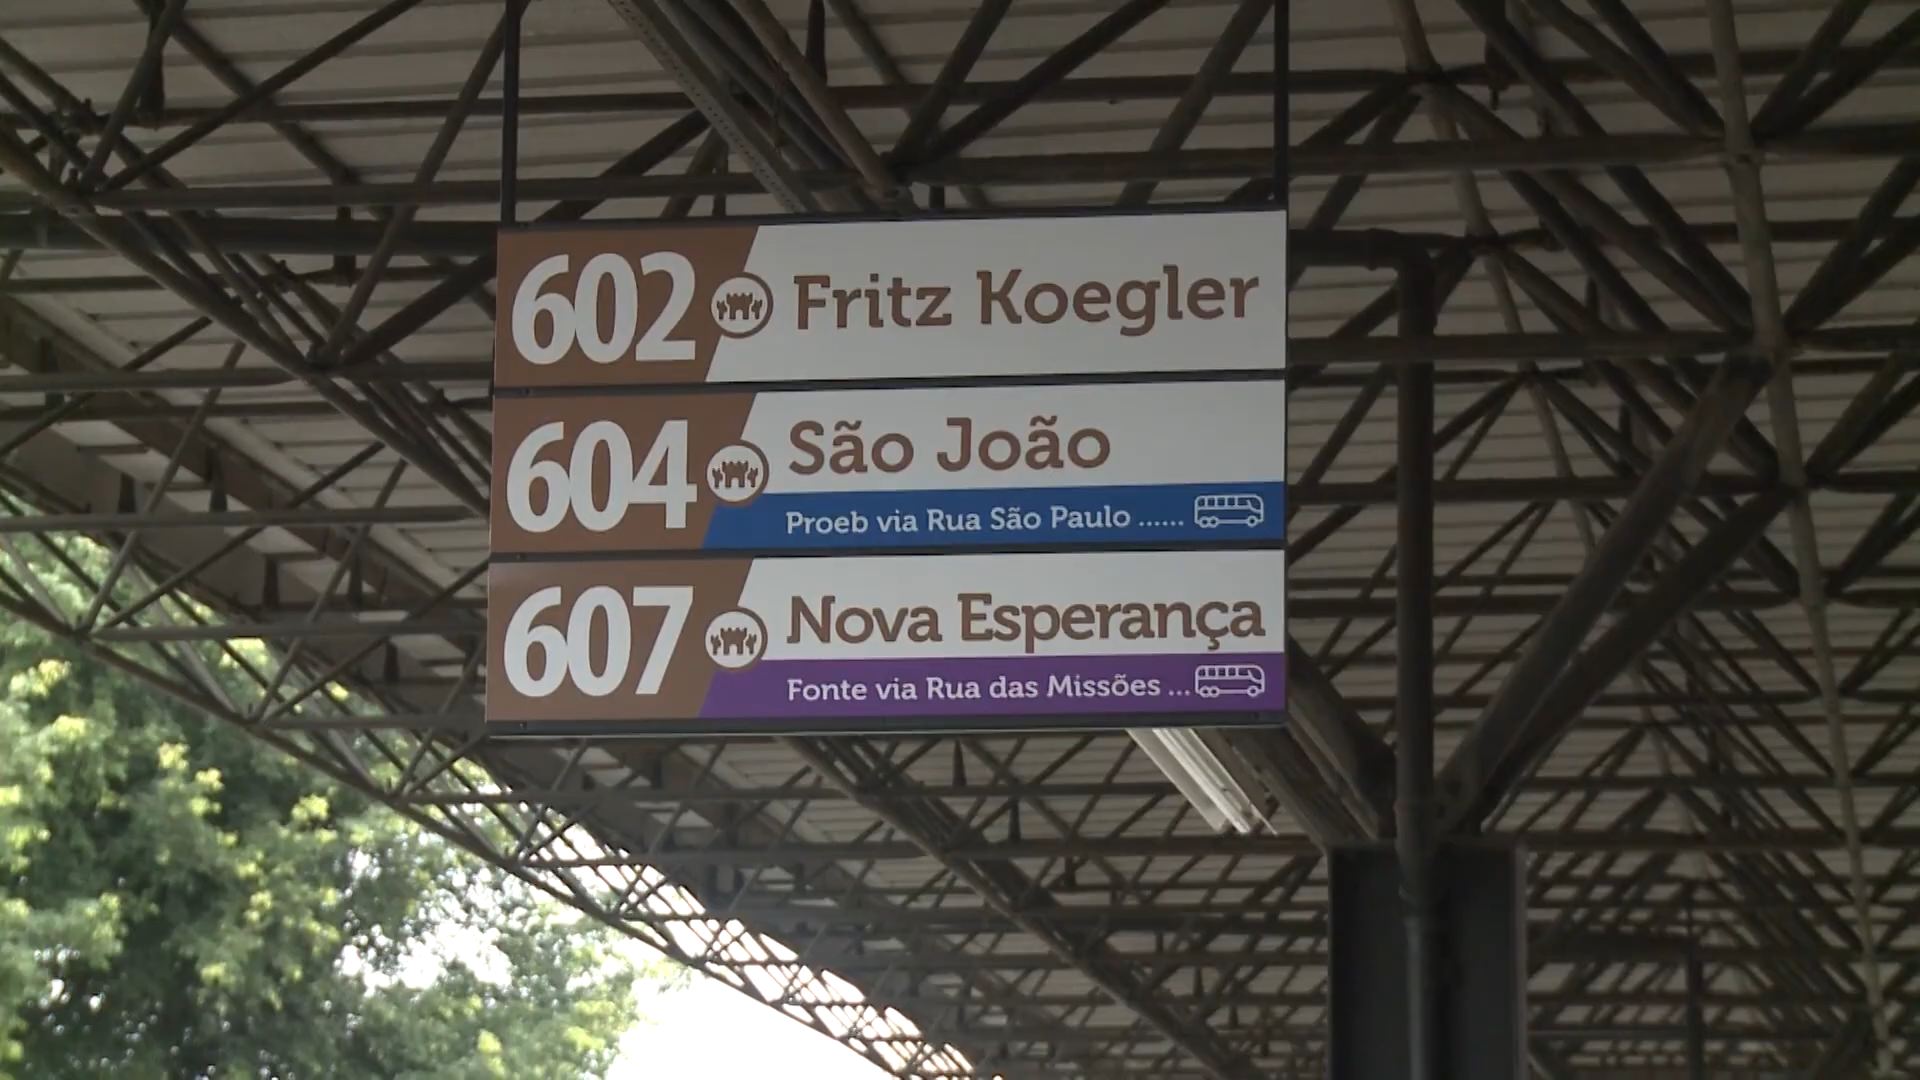 602 Fritz Koegler
604 São João
Proeb via Rua São Paulo ......
607 Nova Esperança
Fonte via Rua das Missões ...